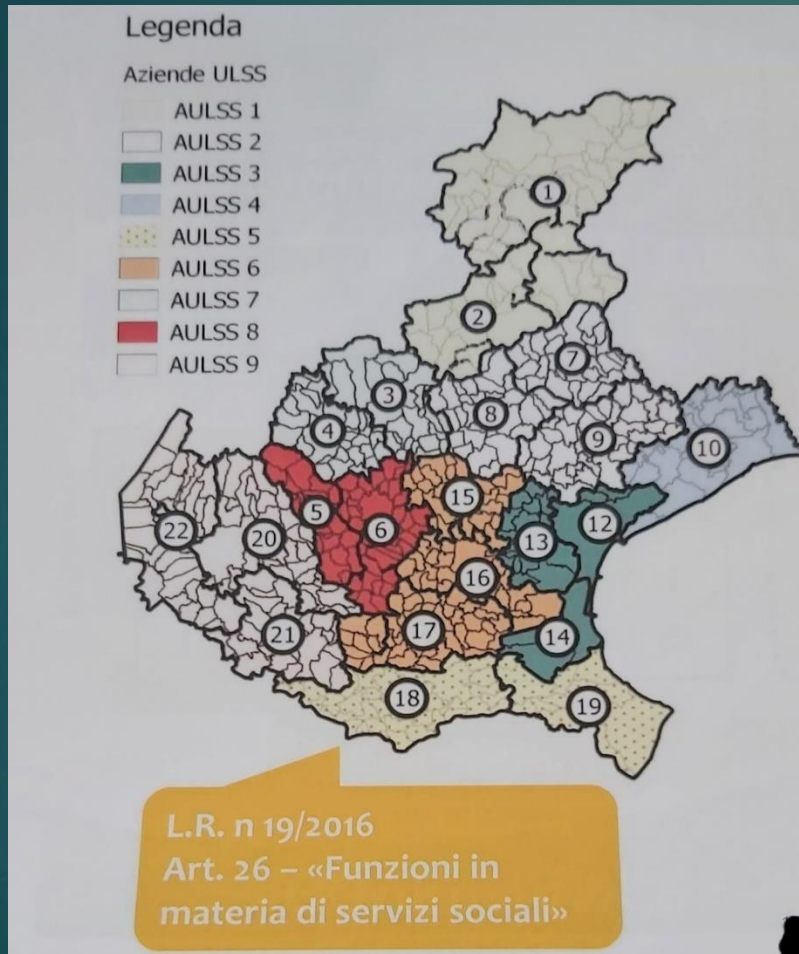 Legenda
Aziende ULSS
AULSS 1
AULSS 2
AULSS 3
AULSS 4
AULSS 5
AULSS 6
AULSS 7
AULSS 8
AULSS 9
1
2
7
3
8
4
9
10
15
5
12
6
22
20
13
16
17
21
14
18
19
L.R. n 19/2016
Art. 26 – «Funzioni in
materia di servizi sociali»